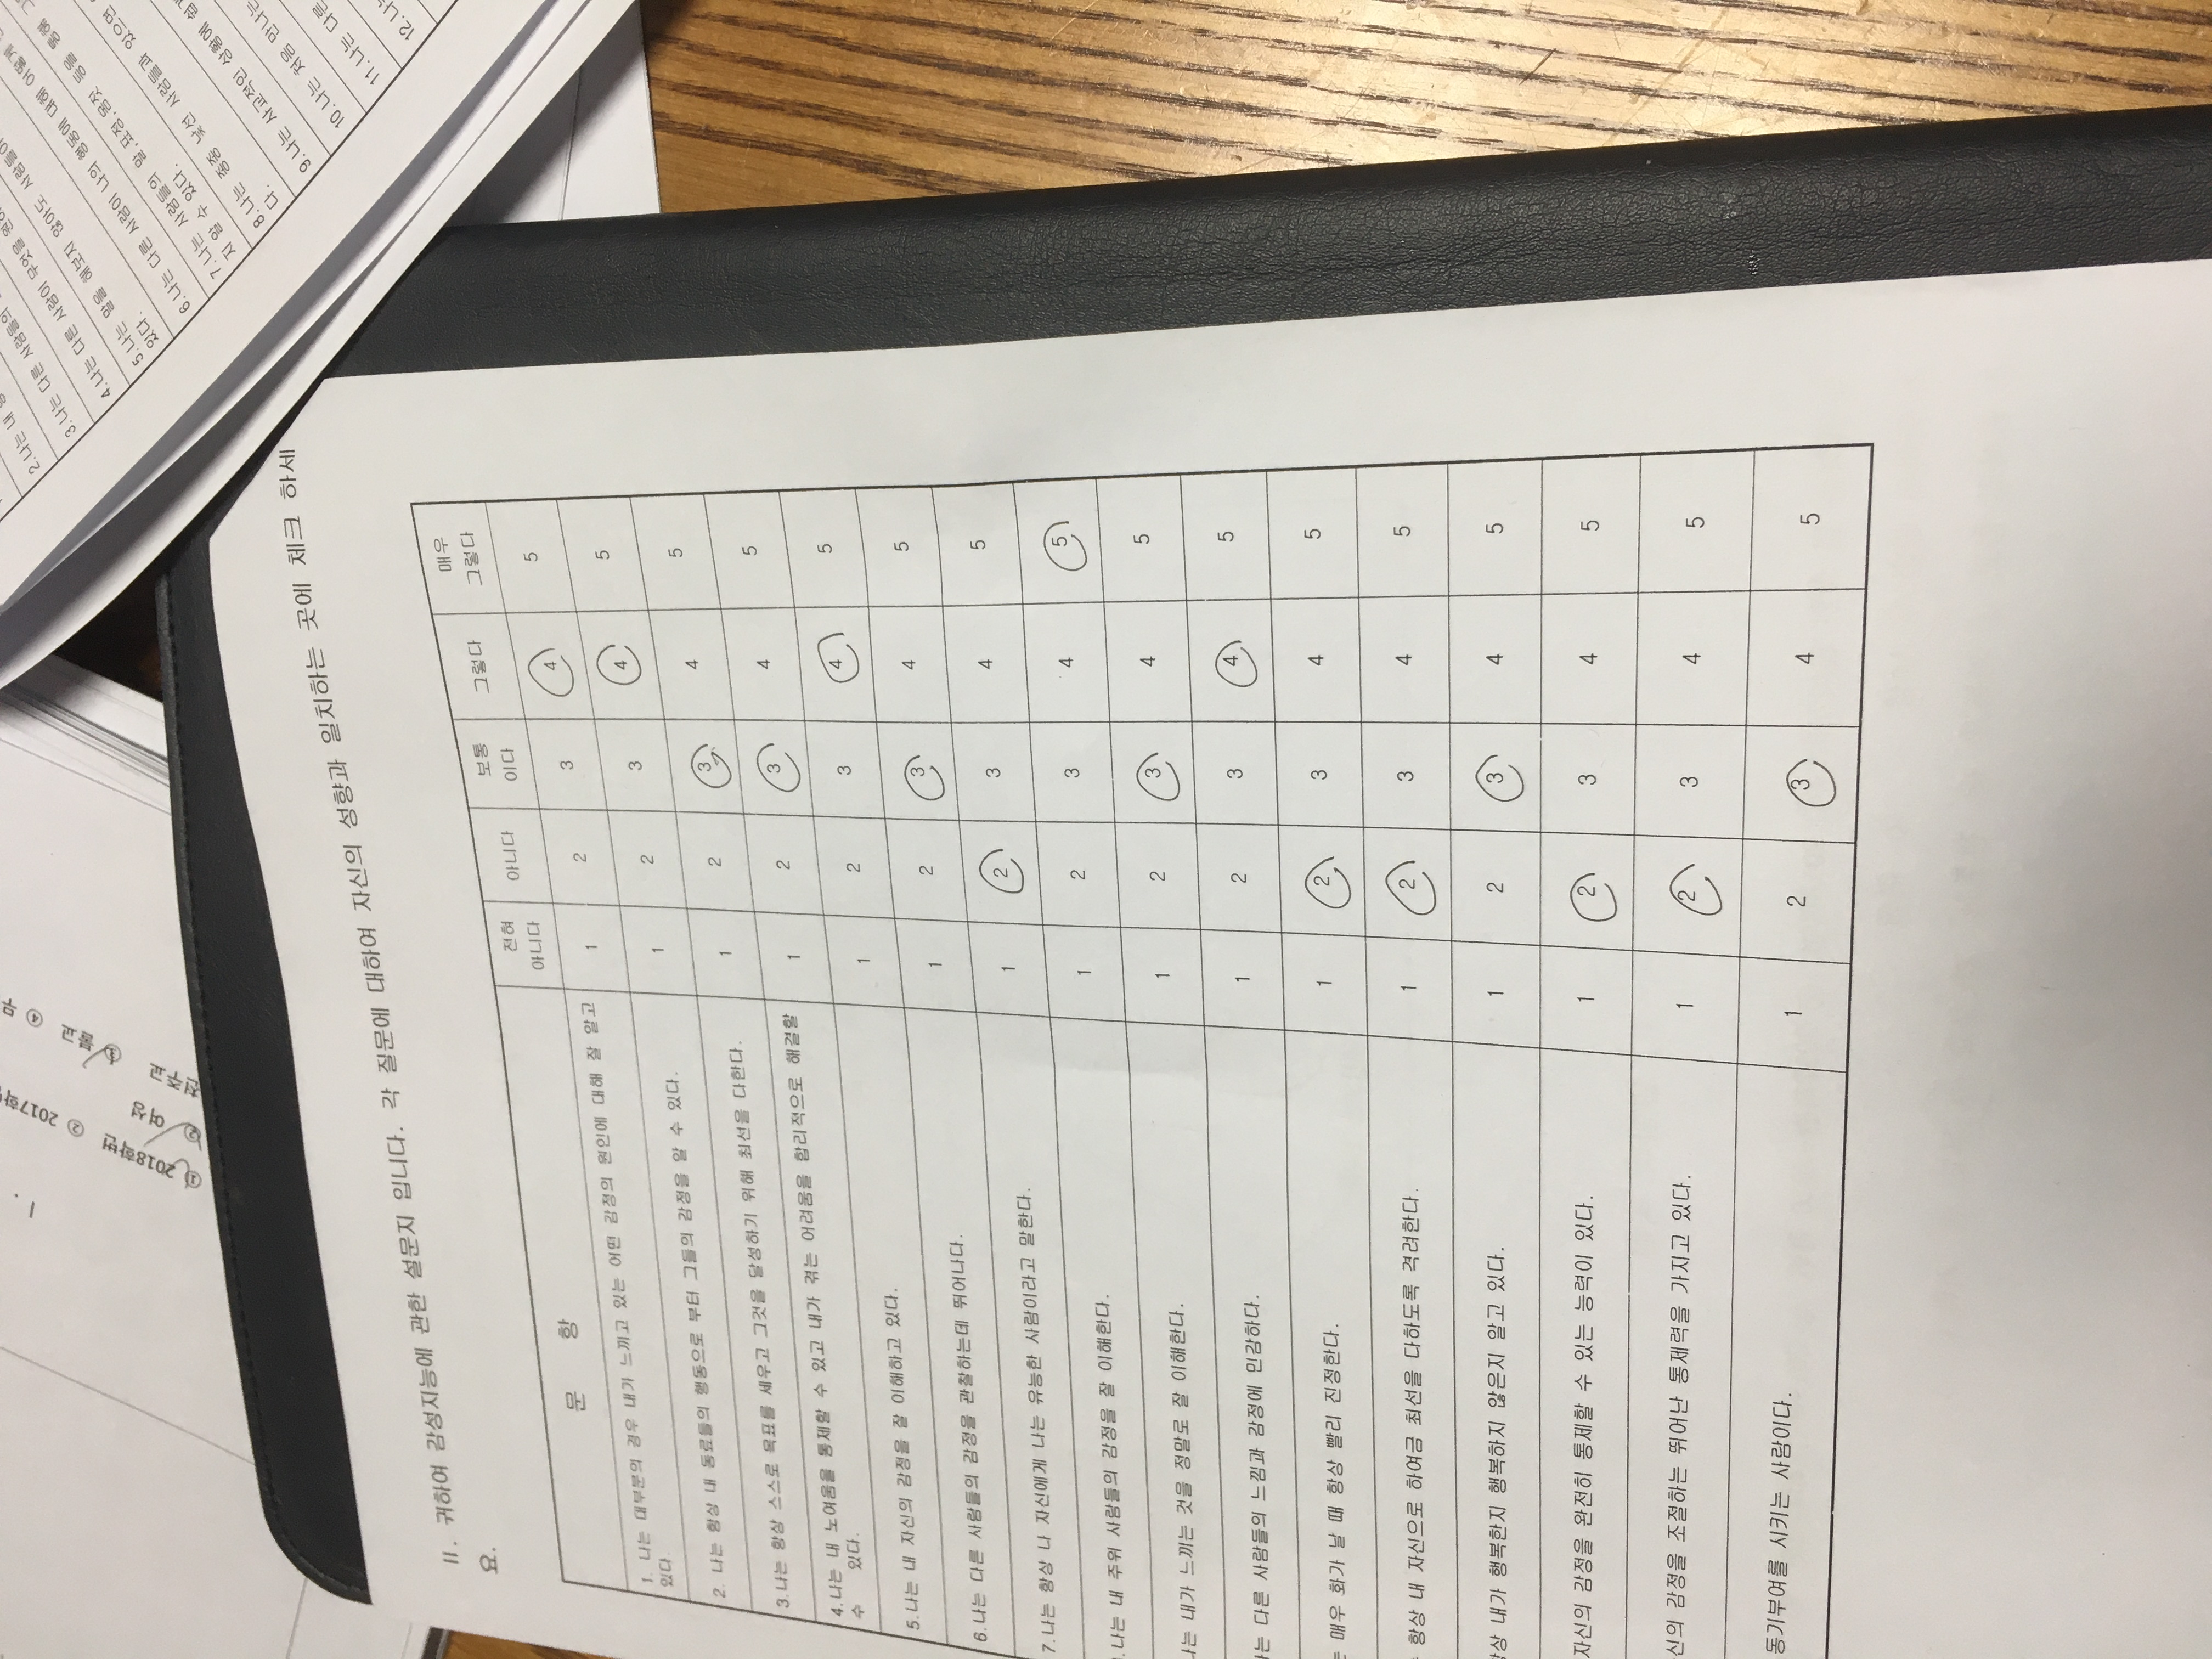 1.
① 2018학번 ② 2017학번
② 여성
천주교 ③ 불교 ④ 무
2.나는 내
3.나는 다른 사람들의
4.나는 다른 사람이 무엇을 원하
5.나는 말을 해보지 않아도 사람들이
있다.
6.나는 다른 사람이 나의 행동에 대해 어떻게
7.나는 사람들의 말,표정,몸짓 등을 통해 그
지 알 수 있다.
8.나는 종종 낯선 사람들과 있으면
다.
9.나는 사교적인 상황에 쉽게
10.나는 처음 만나는
11.나는 다른
12.나는
II. 귀하여 감성지능에 관한 설문지 입니다. 각 질문에 대하여 자신의 성향과 일치하는 곳에 체크 하세
요.
문 항 전혀 아니다 아니다 보통 이다 그렇다 매우 그렇다
1. 나는 대부분의 경우 내가 느끼고 있는 어떤 감정의 원인에 대해 잘 알고 1 2 3 4 5
있다.
2. 나는 항상 내 동료들의 행동으로 부터 그들의 감정을 알 수 있다. 1 2 3 4 5
3.나는 항상 스스로 목표를 세우고 그것을 달성하기 위해 최선을 다한다. 1 2 3 4 5
4.나는 내 노여움을 통제할 수 있고 내가 겪는 어려움을 합리적으로 해결할 1 2 3 4 5
수 있다.
5.나는 내 자신의 감정을 잘 이해하고 있다. 1 2 3 4 5
6.나는 다른 사람들의 감정을 관찰하는데 뛰어나다. 1 2 3 4 5
7.나는 항상 나 자신에게 나는 유능한 사람이라고 말한다. 1 2 3 4 5
.나는 내 주위 사람들의 감정을 잘 이해한다. 1 2 3 4 5
나는 내가 느끼는 것을 정말로 잘 이해한다. 1 2 3 4 5
는 다른 사람들의 느낌과 감정에 민감하다. 1 2 3 4 5
는 매우 화가 날 때 항상 빨리 진정한다. 1 2 3 4 5
항상 내 자신으로 하여금 최선을 다하도록 격려한다. 1 2 3 4 5
항상 내가 행복한지 행복하지 않은지 알고 있다. 1 2 3 4 5
자신의 감정을 완전히 통제할 수 있는 능력이 있다. 1 2 3 4 5
신의 감정을 조절하는 뛰어난 통제력을 가지고 있다. 1 2 3 4 5
동기부여를 시키는 사람이다. 1 2 3 4 5